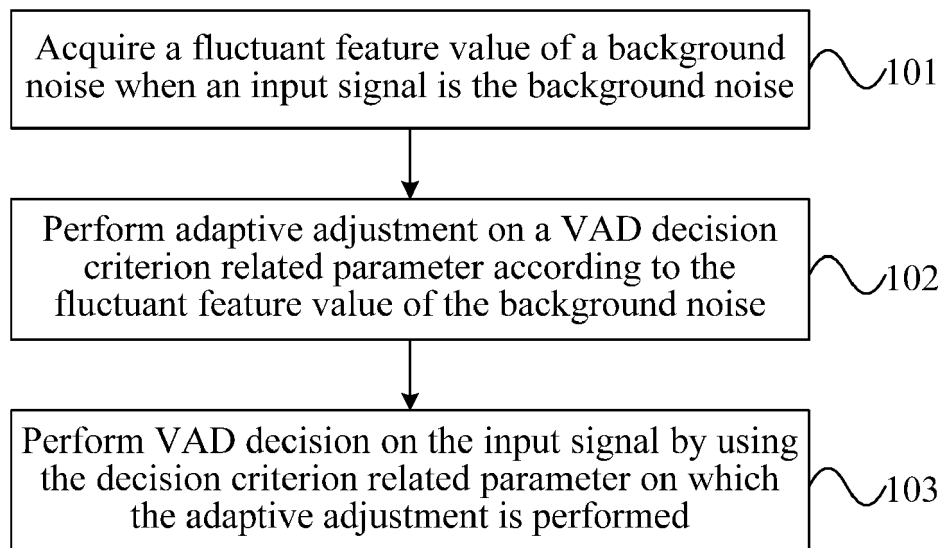 Acquire a fluctuant feature value of a background
noise when an input signal is the background noise
101
Perform adaptive adjustment on a VAD decision
criterion related parameter according to the
fluctuant feature value of the background noise
102
Perform VAD decision on the input signal by using
the decision criterion related parameter on which
the adaptive adjustment is performed
103